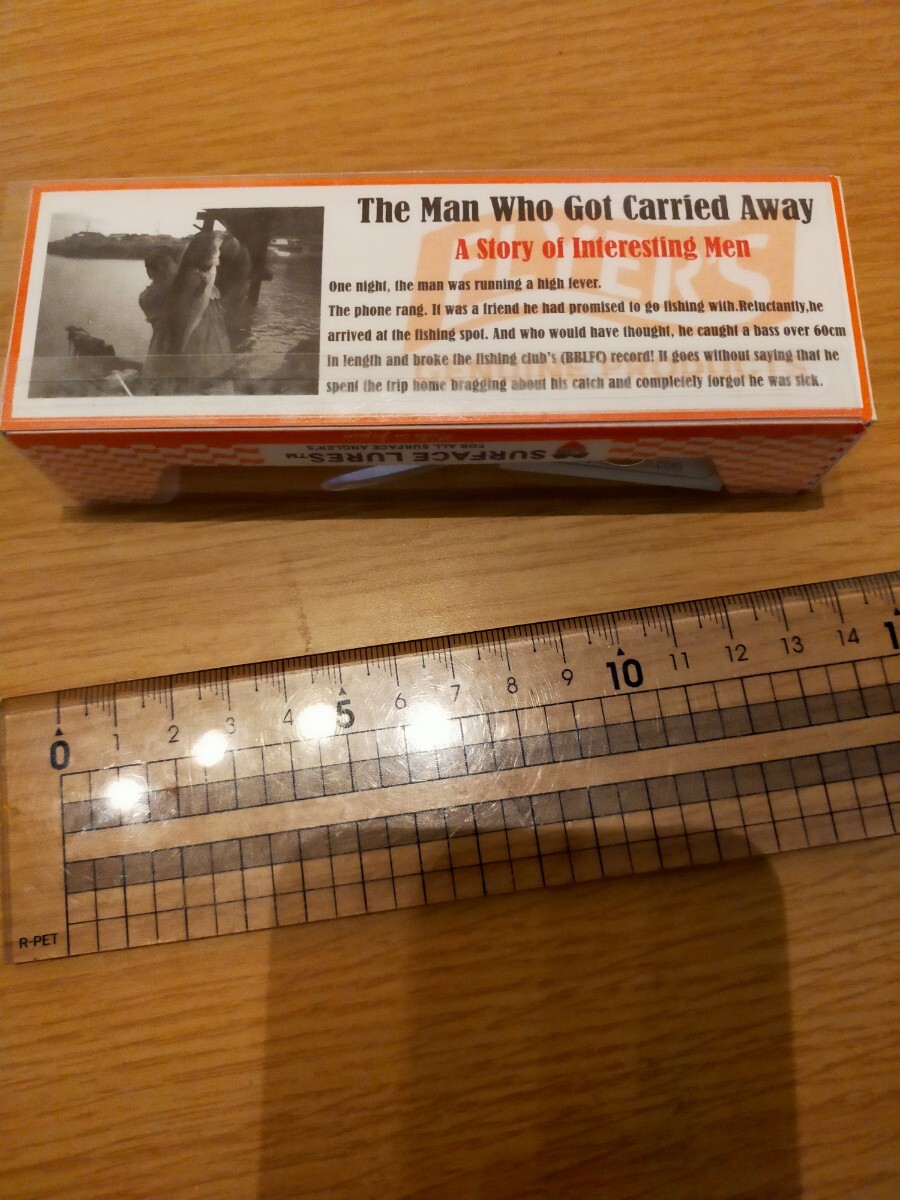 The Man Who Got Carried Away
A Story of Interesting Men
FLYER'S
One night, the man was running a high fever.
The phone rang. It was a friend he had promised to go fishing with.Reluctantly,he
arrived at the fishing spot. And who would have thought, he caught a bass over 60cm
in length and broke the fishing club's (BBLFC) record! It goes without saying that he
spent the trip home bragging about his catch and completely forgot he was sick.
FOR ALL SURFACE ANGLER'S
SURFACE LURES™
0 1 2 3 4 5 6 7 8 9 10 11 12 13 14
R-PET